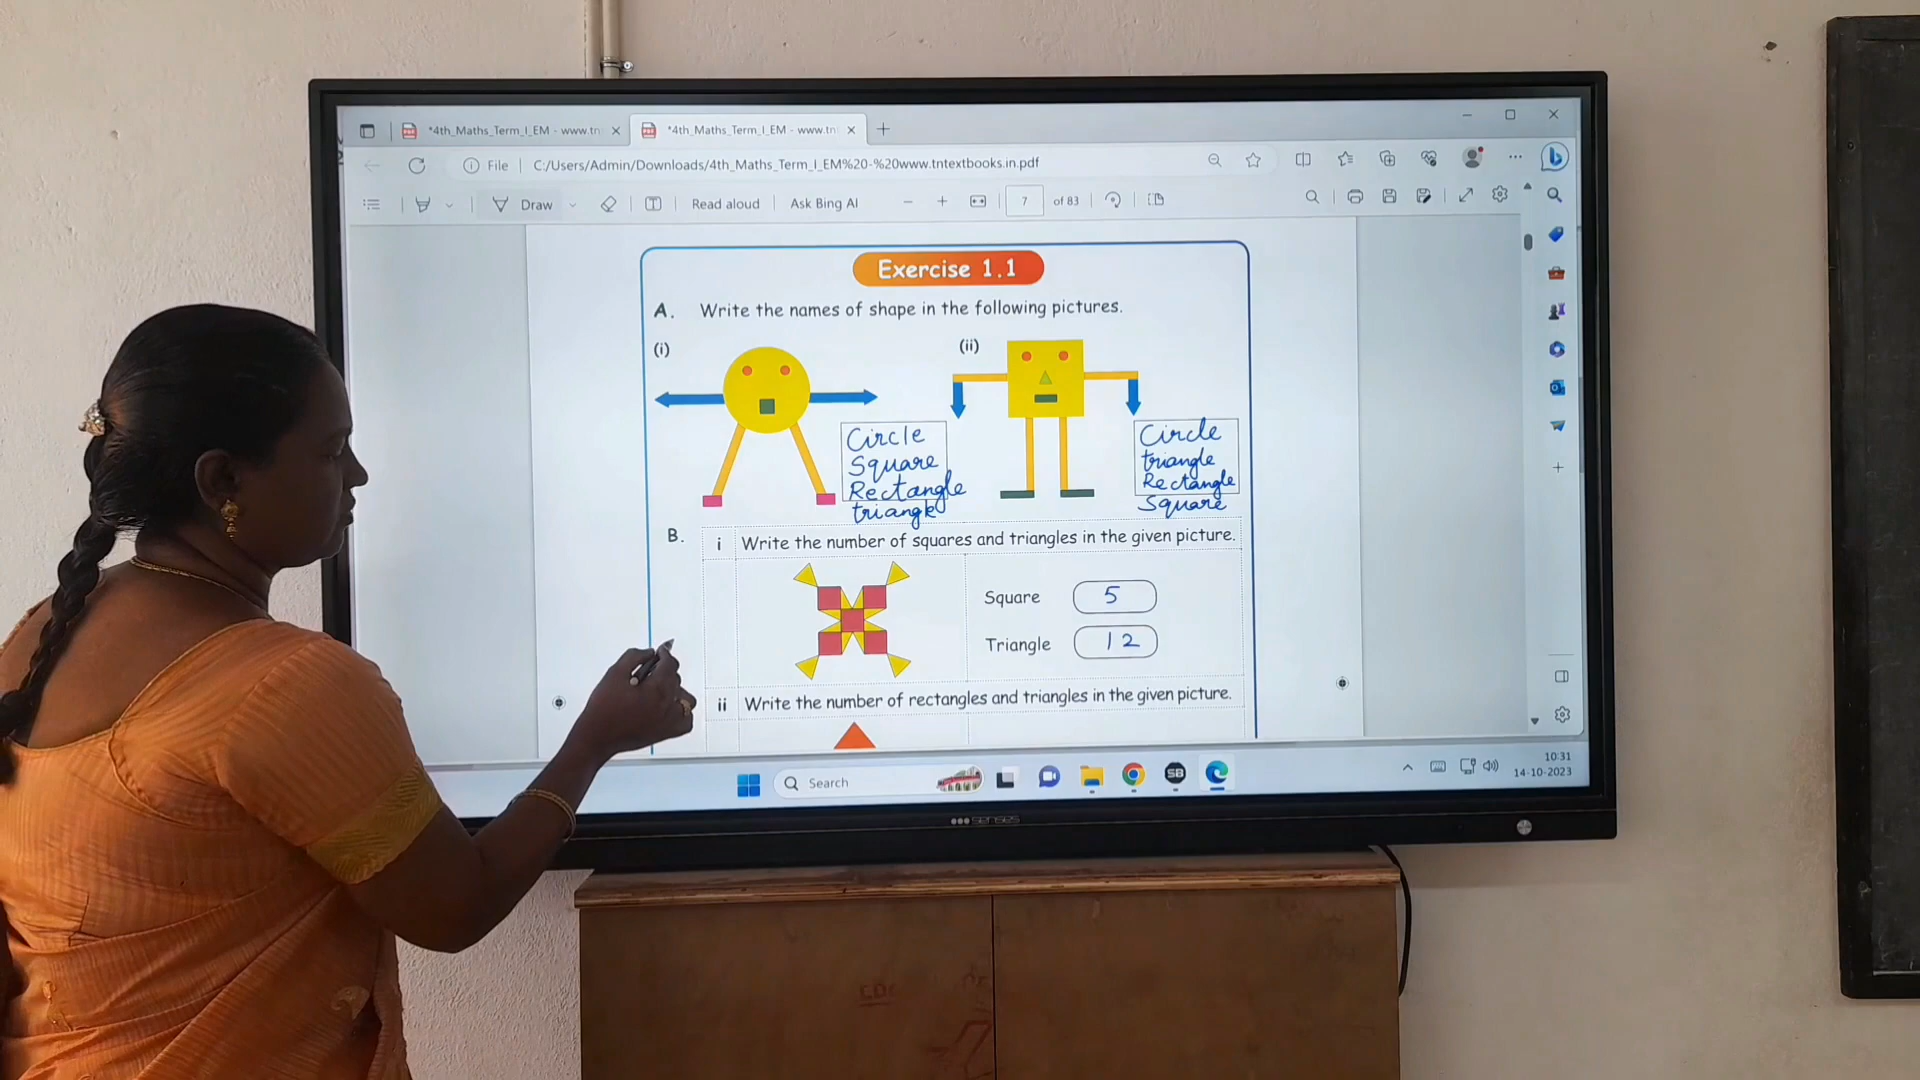 *4th_Maths_Term_I_EM - www.tn
*4th_Maths_Term_I_EM - www.tn
File
C:/Users/Admin/Downloads/4th_Maths_Term_I_EM%20-%20www.tntextbooks.in.pdf
Draw
Read aloud
Ask Bing AI
7 of 83
Exercise 1.1
A. Write the names of shape in the following pictures.
(i)
Circle
Square
Rectangle
triangle
(ii)
Circle
triangle
Rectangle
Square
B. i Write the number of squares and triangles in the given picture.
Square 5
Triangle 12
ii Write the number of rectangles and triangles in the given picture.
Search
SB
10:31
14-10-2023
senses